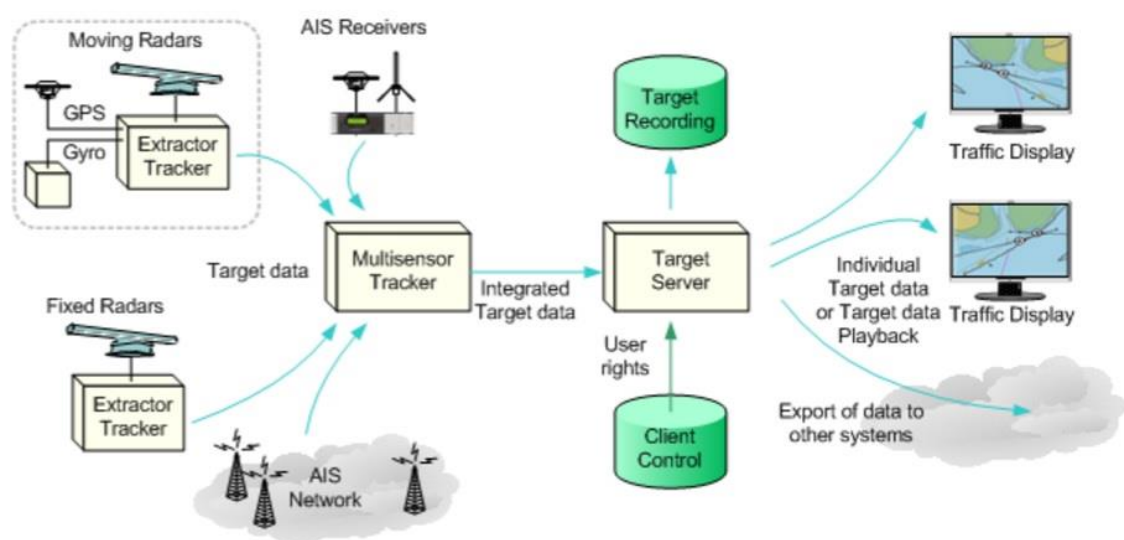 Moving Radars
GPS
Gyro
Extractor
Tracker
AIS Receivers
Target data
Fixed Radars
Extractor
Tracker
AIS
Network
Multisensor
Tracker
Integrated
Target data
Target
Recording
Target
Server
User
rights
Client
Control
Traffic Display
Individual
Target data
or Target data
Playback
Traffic Display
Export of data to
other systems